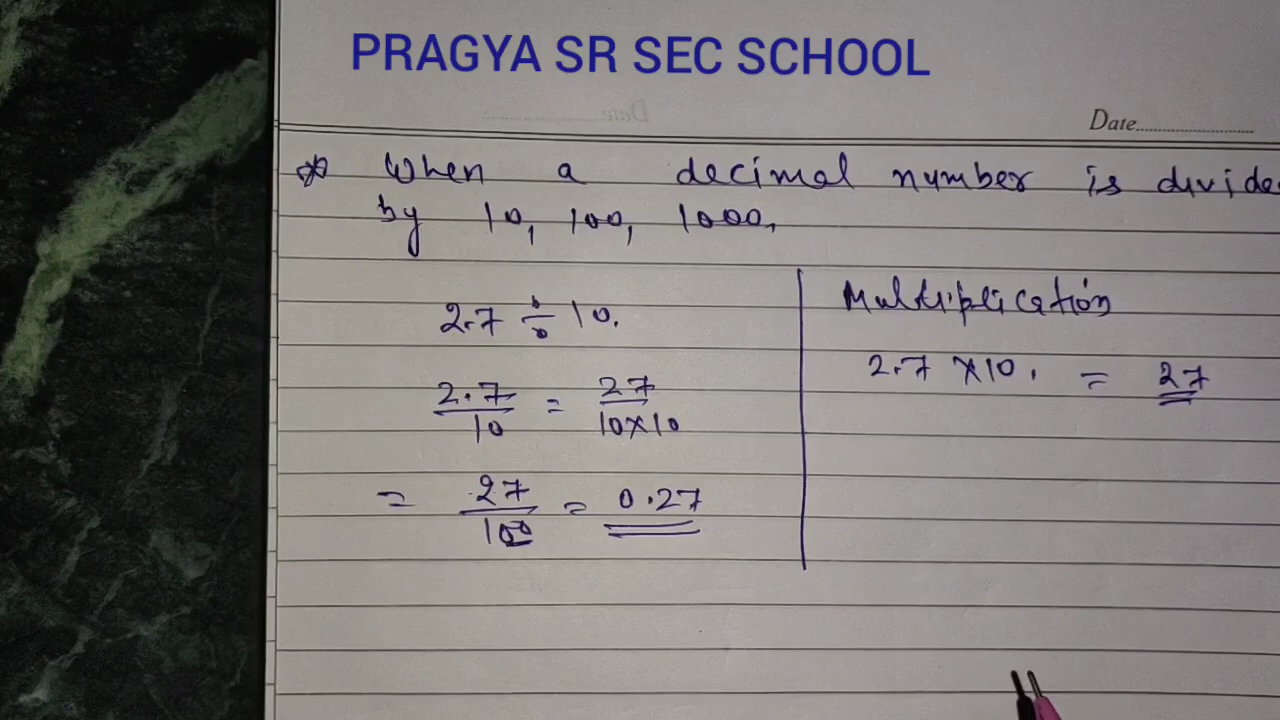 PRAGYA SR SEC SCHOOL
Date
Date
* When a decimal number is divide
by 10, 100, 1000,
2.7 ÷ 10.
2.7/10 = 27/10×10
= 27/100 = 0.27
Multiplication
2.7 ×10. = 27